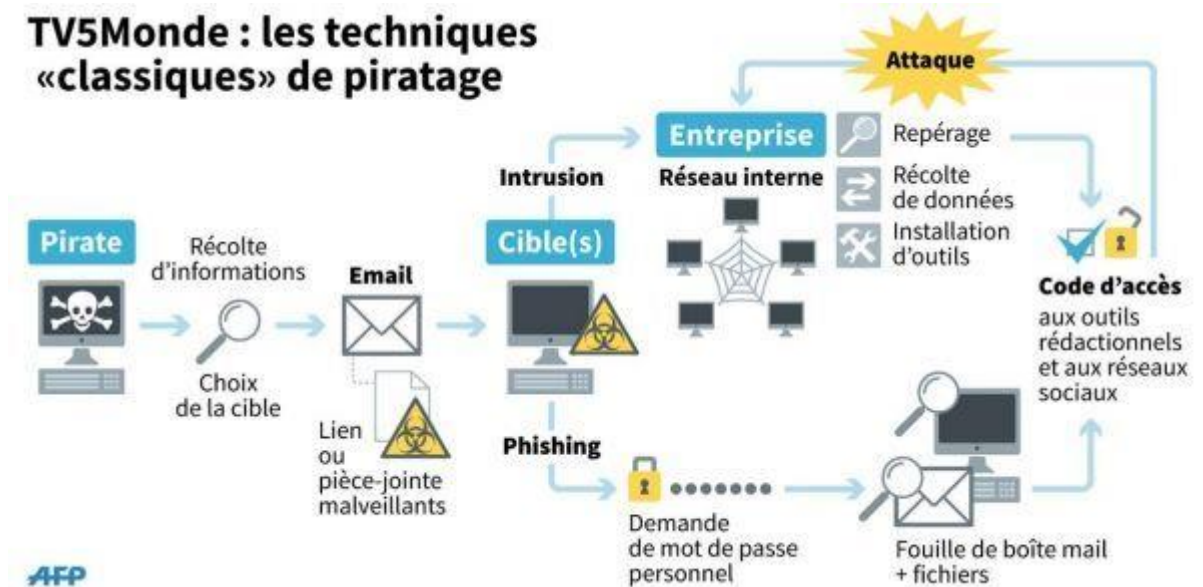 TV5Monde : les techniques
«classiques» de piratage
Attaque
Entreprise
Repérage
Intrusion
Réseau interne
Récolte
de données
Installation
d'outils
Pirate
Récolte
d'informations
Choix
de la cible
Email
Lien
ou
pièce-jointe
malveillants
Cible(s)
Phishing
Demande
de mot de passe
personnel
Fouille de boîte mail
+ fichiers
Code d'accès
aux outils
rédactionnels
et aux réseaux
sociaux
AFP